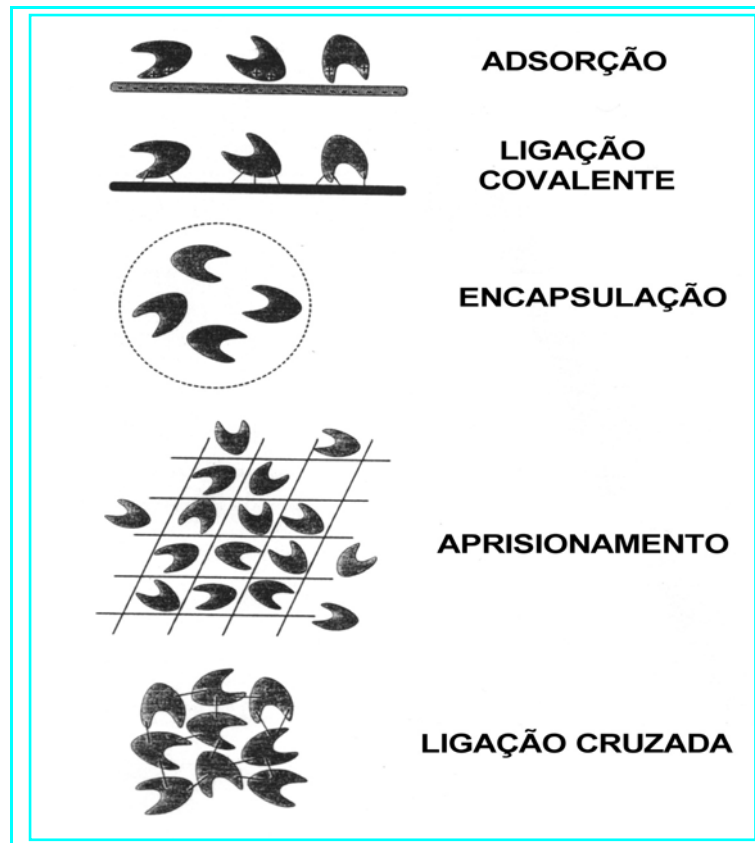 ADSORÇÃO
LIGAÇÃO
COVALENTE
ENCAPSULAÇÃO
APRISIONAMENTO
LIGAÇÃO CRUZADA